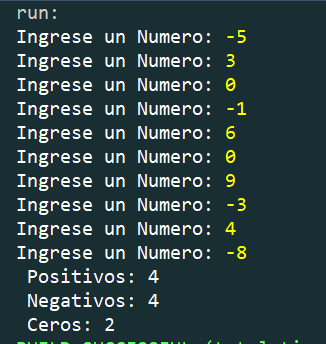 run:
Ingrese un Numero: -5
Ingrese un Numero: 3
Ingrese un Numero: 0
Ingrese un Numero: -1
Ingrese un Numero: 6
Ingrese un Numero: 0
Ingrese un Numero: 9
Ingrese un Numero: -3
Ingrese un Numero: 4
Ingrese un Numero: -8
Positivos: 4
Negativos: 4
Ceros: 2
BUILD SUCCESSFUL